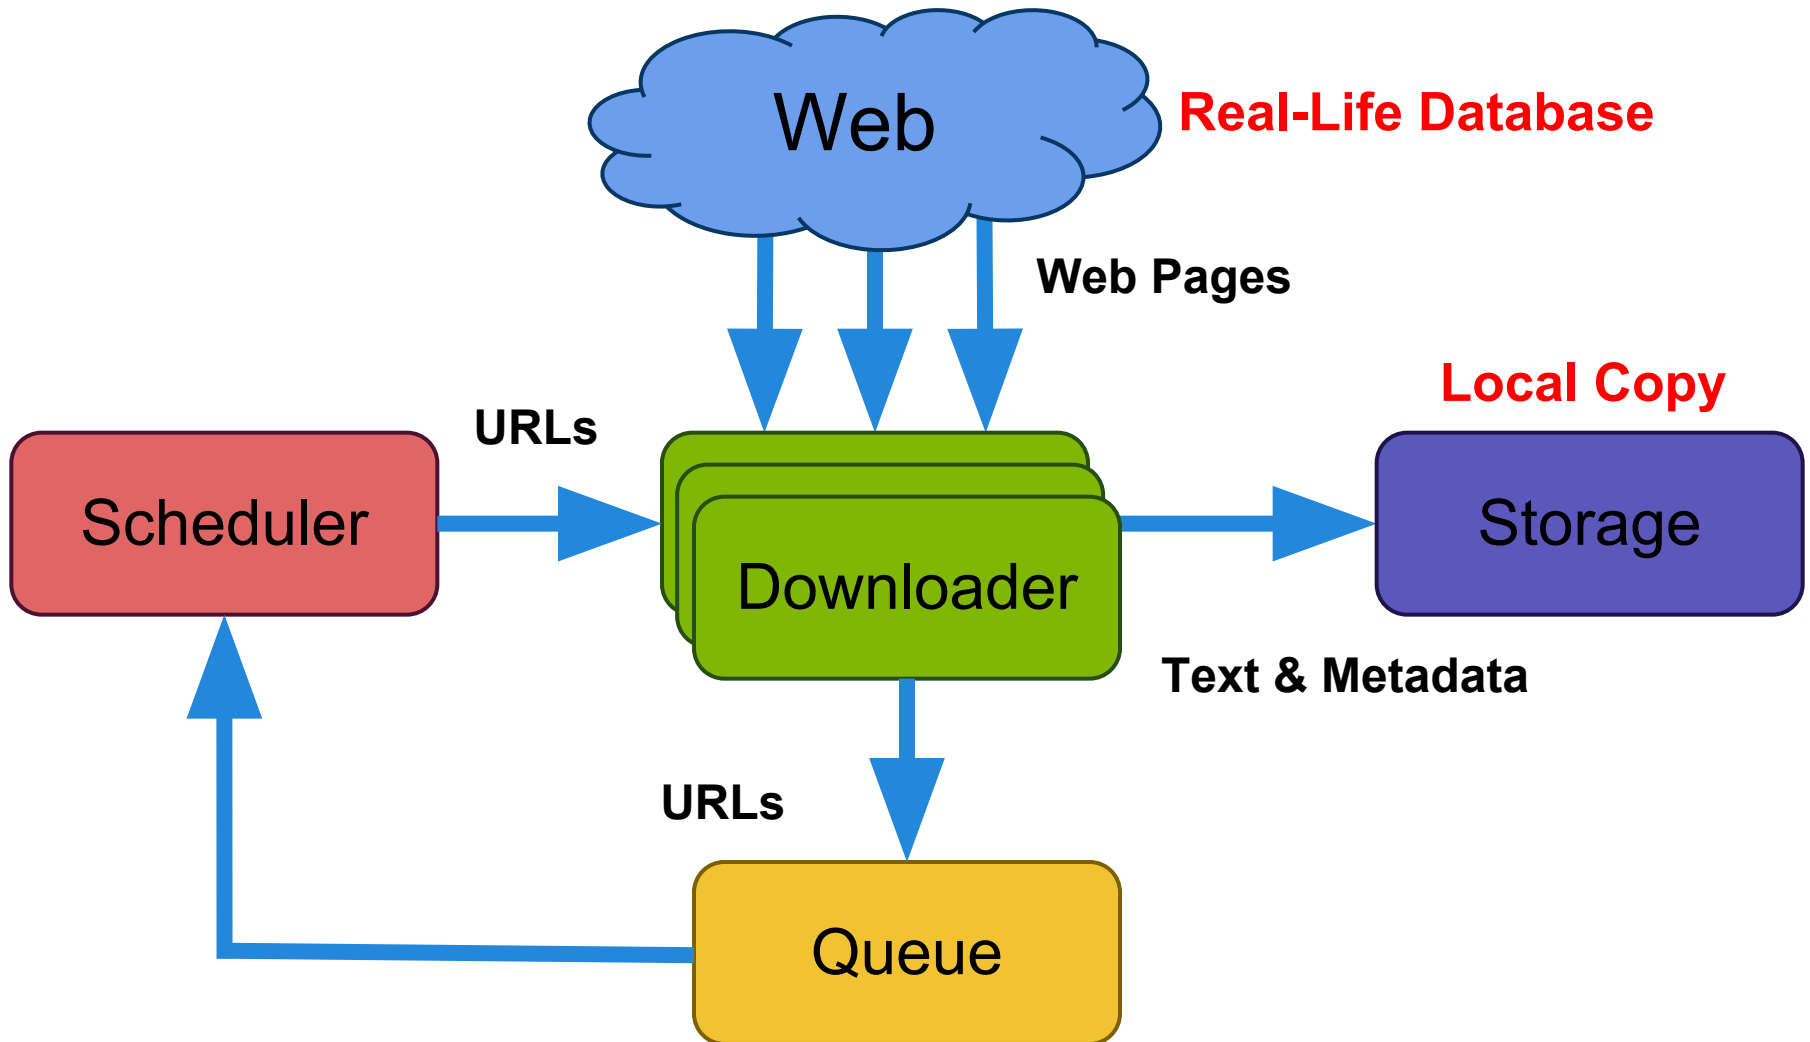 Web
Real-Life Database
Web Pages
Local Copy
URLs
Scheduler
Storage
Downloader
Text & Metadata
URLs
Queue